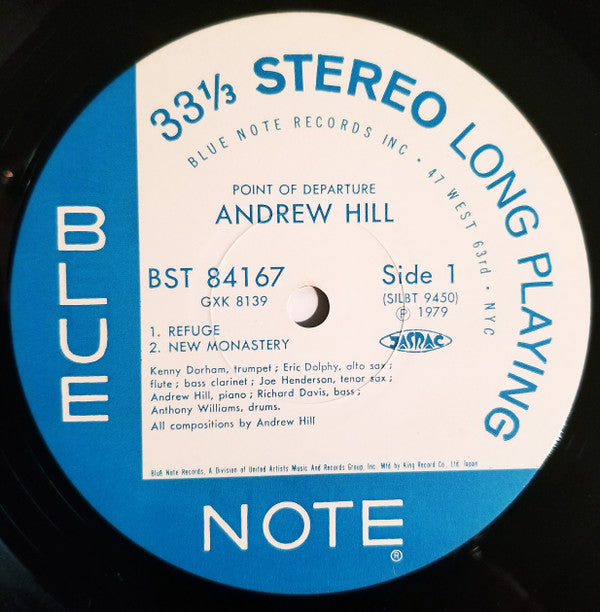 33⅓ STEREO LONG PLAYING
BLUE NOTE RECORDS INC • 47 WEST 63rd • NYC
POINT OF DEPARTURE
ANDREW HILL
BST 84167
GXK 8139
Side 1
(SILBT 9450)
Ⓟ 1979
JASRAC
1. REFUGE
2. NEW MONASTERY
Kenny Dorham, trumpet ; Eric Dolphy, alto sax ;
flute ; bass clarinet ; Joe Henderson, tenor sax ;
Andrew Hill, piano ; Richard Davis, bass ;
Anthony Williams, drums.
All compositions by Andrew Hill
Blue Note Records, A Division of United Artists Music And Records Group, Inc. Mfd by King Record Co., Ltd. Japan
BLUE
NOTE®